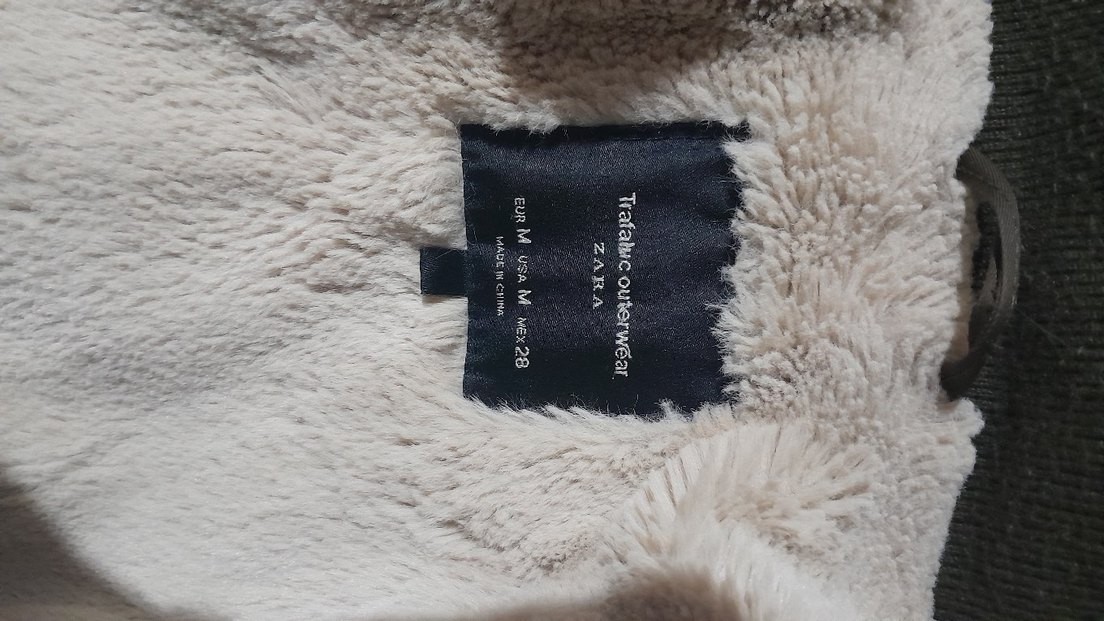 Trafaluc outerwear
ZARA
EUR M USA M MEX 28
MADE IN CHINA